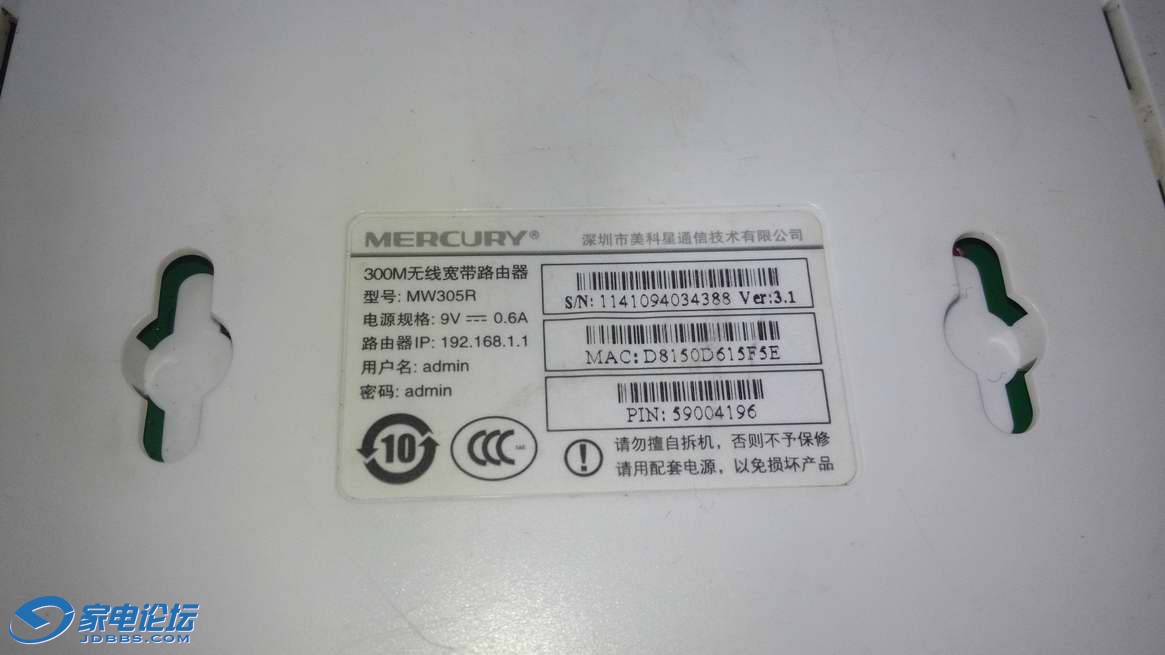 MERCURY® 深圳市美科星通信技术有限公司
300M无线宽带路由器
型号: MW305R
电源规格: 9V 0.6A
路由器IP: 192.168.1.1
用户名: admin
密码: admin
S/N: 1141094034388 Ver:3.1
MAC: D8150D615F5E
PIN: 59004196
10
CCC
请勿擅自拆机，否则不予保修
请用配套电源，以免损坏产品
家电论坛
JDBBS.COM